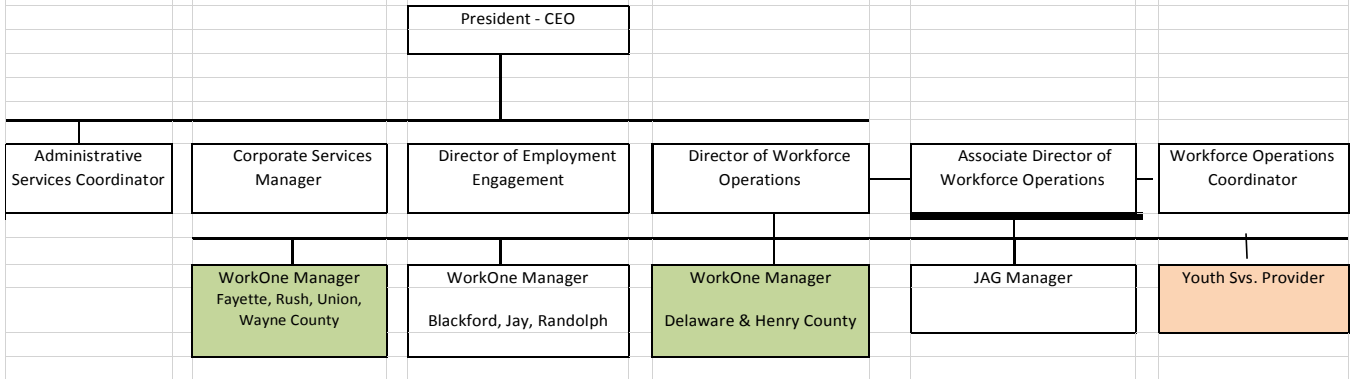 President - CEO
Administrative
Services Coordinator
Corporate Services
Manager
Director of Employment
Engagement
Director of Workforce
Operations
Associate Director of
Workforce Operations
Workforce Operations
Coordinator
WorkOne Manager
Fayette, Rush, Union,
Wayne County
WorkOne Manager
Blackford, Jay, Randolph
WorkOne Manager
Delaware & Henry County
JAG Manager
Youth Svs. Provider